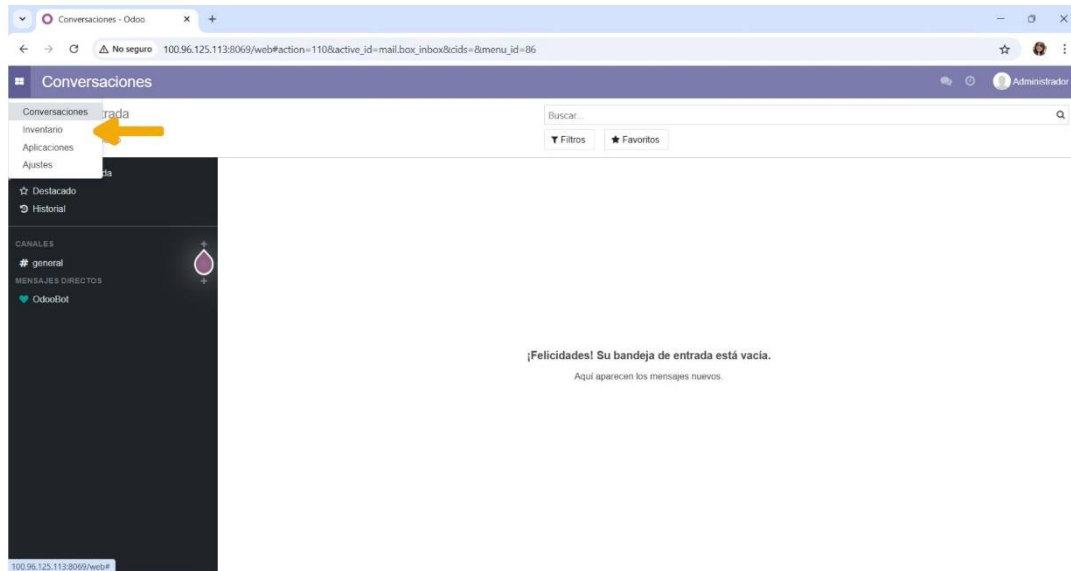 Conversaciones - Odoo
No seguro 100.96.125.113:8069/web#action=110&active_id=mail.box_inbox&cids=&menu_id=86
Conversaciones
Administrador
Conversaciones
Inventario
Aplicaciones
Ajustes
trada
Buscar...
Filtros
Favoritos
da
Destacado
Historial
CANALES
# general
MENSAJES DIRECTOS
OdooBot
¡Felicidades! Su bandeja de entrada está vacía.
Aquí aparecen los mensajes nuevos.
100.96.125.113:8069/web#